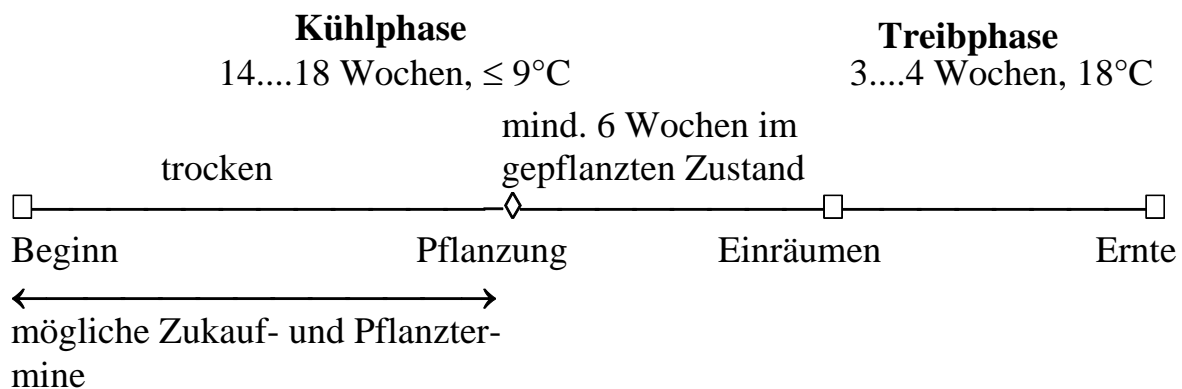 Kühlphase
14....18 Wochen, ≤ 9°C
Treibphase
3....4 Wochen, 18°C
mind. 6 Wochen im
gepflanzten Zustand
trocken
Beginn
Pflanzung
Einräumen
Ernte
mögliche Zukauf- und Pflanzter-
mine